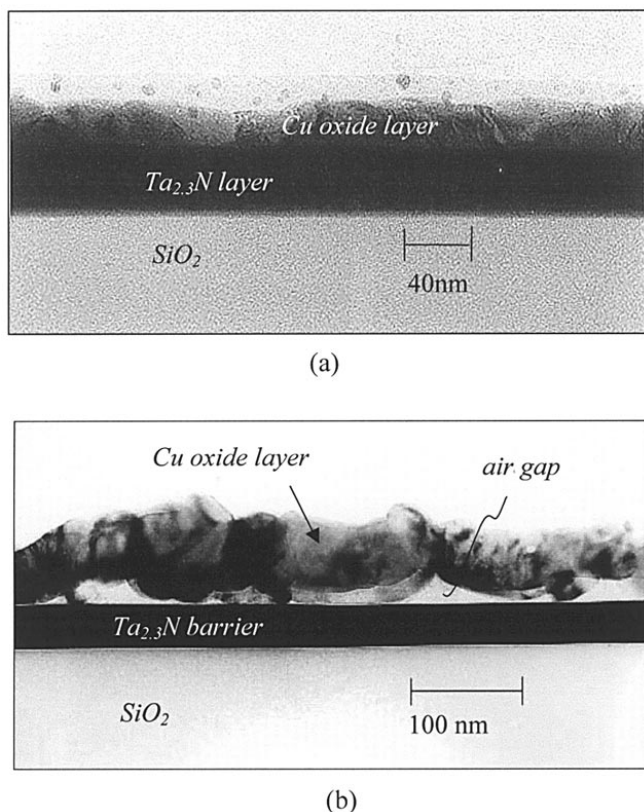 Cu oxide layer
Ta2.3N layer
SiO2
40nm
(a)
Cu oxide layer
air gap
Ta2.3N barrier
SiO2
100 nm
(b)